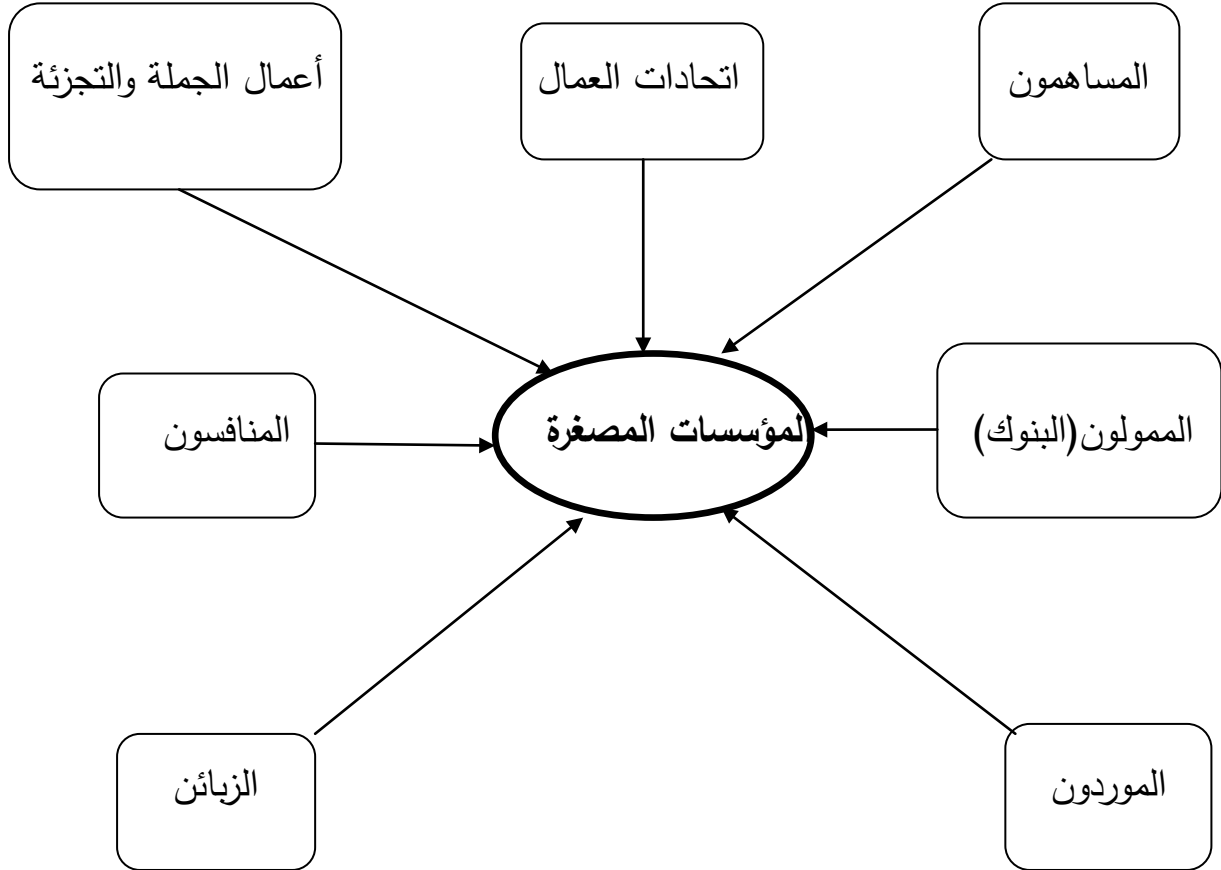 المساهمون
اتحادات العمال
أعمال الجملة والتجزئة
الممولون(البنوك)
لمؤسسات المصغرة
المنافسون
الموردون
الزبائن